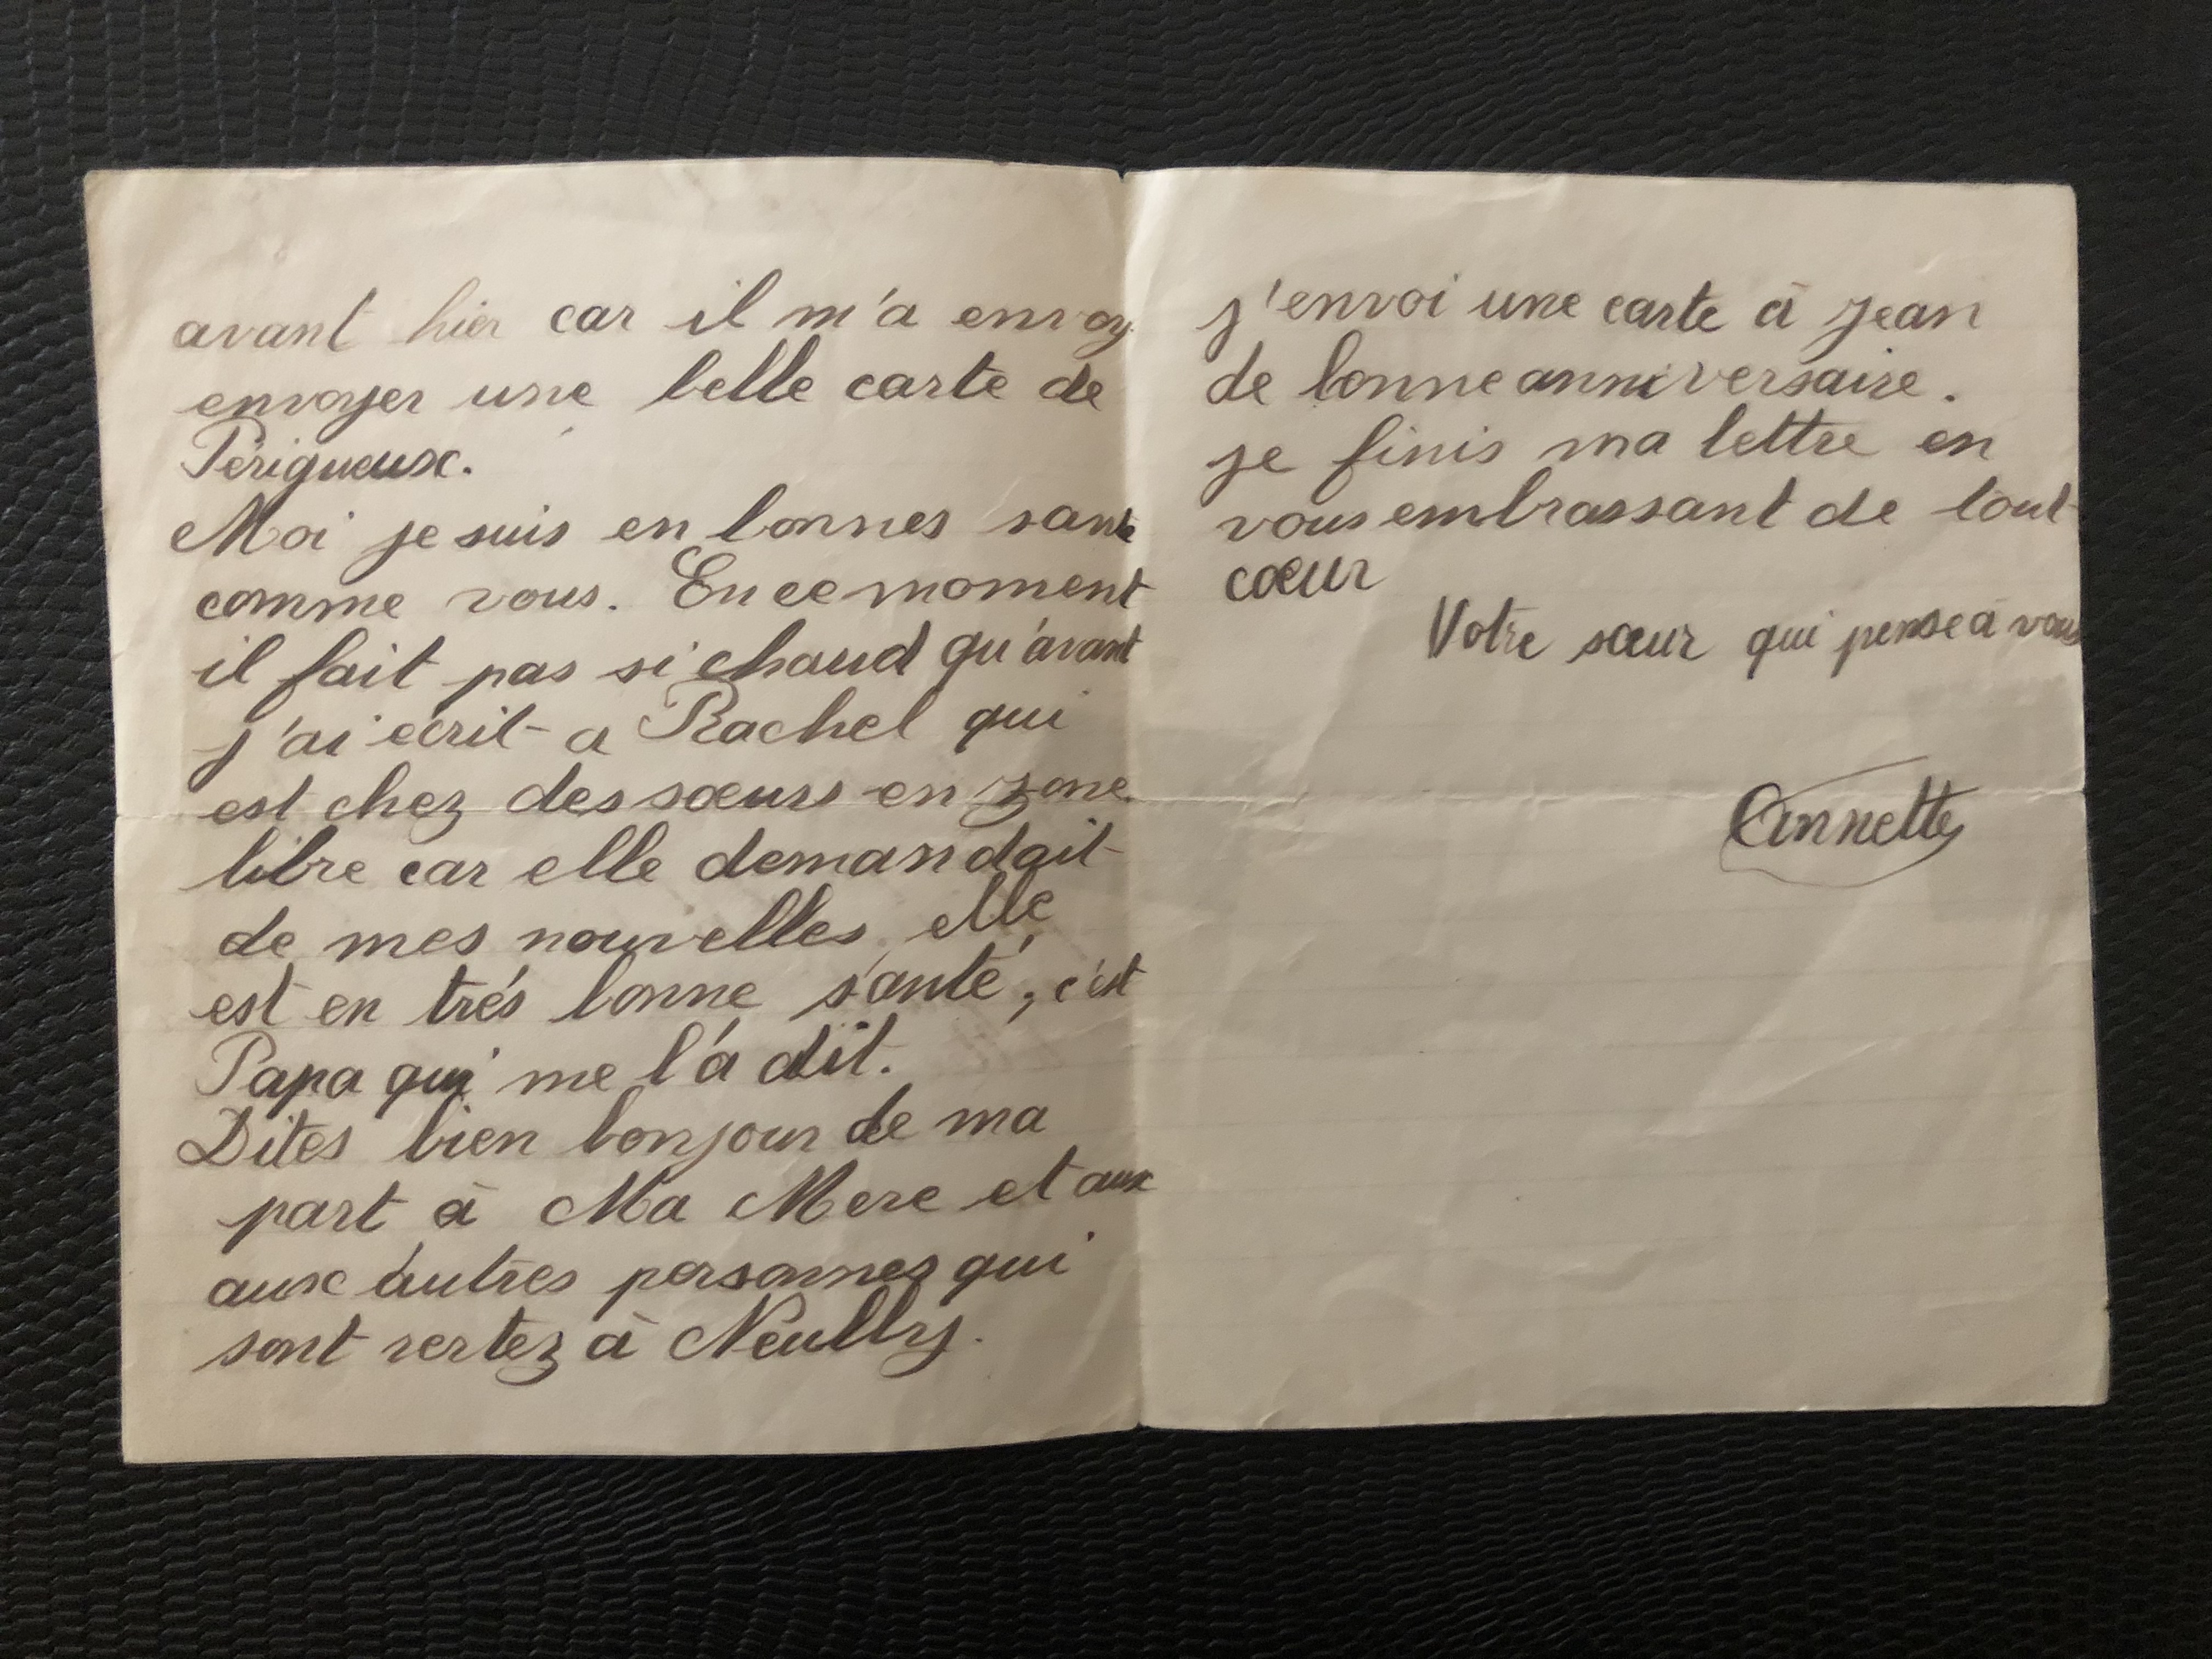 avant hier car il m'a envoy
envoyer une belle carte de
Périgueux.
Moi je suis en bonnes santé
comme vous. En ce moment
il fait pas si chaud qu'avant
j'ai ecrit a Rachel qui
est chez des sœurs en zone
libre car elle demandait
de mes nouvelles, elle
est en trés bonne santé, c'est
Papa qui me l'a dit.
Dites bien bonjour de ma
part à Ma Mere et aux
aux autres personnes qui
sont restez à Neuilly.
j'envoi une carte à Jean
de bonne anniversaire.
je finis ma lettre en
vous embrassant de tout
cœur
Votre sœur qui pense à vous
Annette